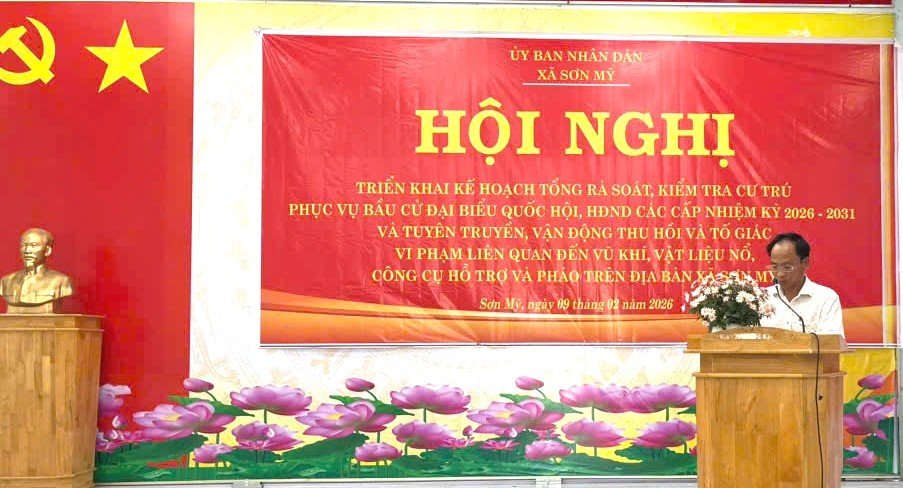 ỦY BAN NHÂN DÂN
XÃ SƠN MỸ
HỘI NGHỊ
TRIỂN KHAI KẾ HOẠCH TỔNG RÀ SOÁT, KIỂM TRA CƯ TRÚ
PHỤC VỤ BẦU CỬ ĐẠI BIỂU QUỐC HỘI, HĐND CÁC CẤP NHIỆM KỲ 2026 - 2031
VÀ TUYÊN TRUYỀN, VẬN ĐỘNG THU HỒI VÀ TỐ GIÁC
VI PHẠM LIÊN QUAN ĐẾN VŨ KHÍ, VẬT LIỆU NỔ,
CÔNG CỤ HỖ TRỢ VÀ PHÁO TRÊN ĐỊA BÀN XÃ SƠN MỸ
Sơn Mỹ, ngày 09 tháng 02 năm 2026